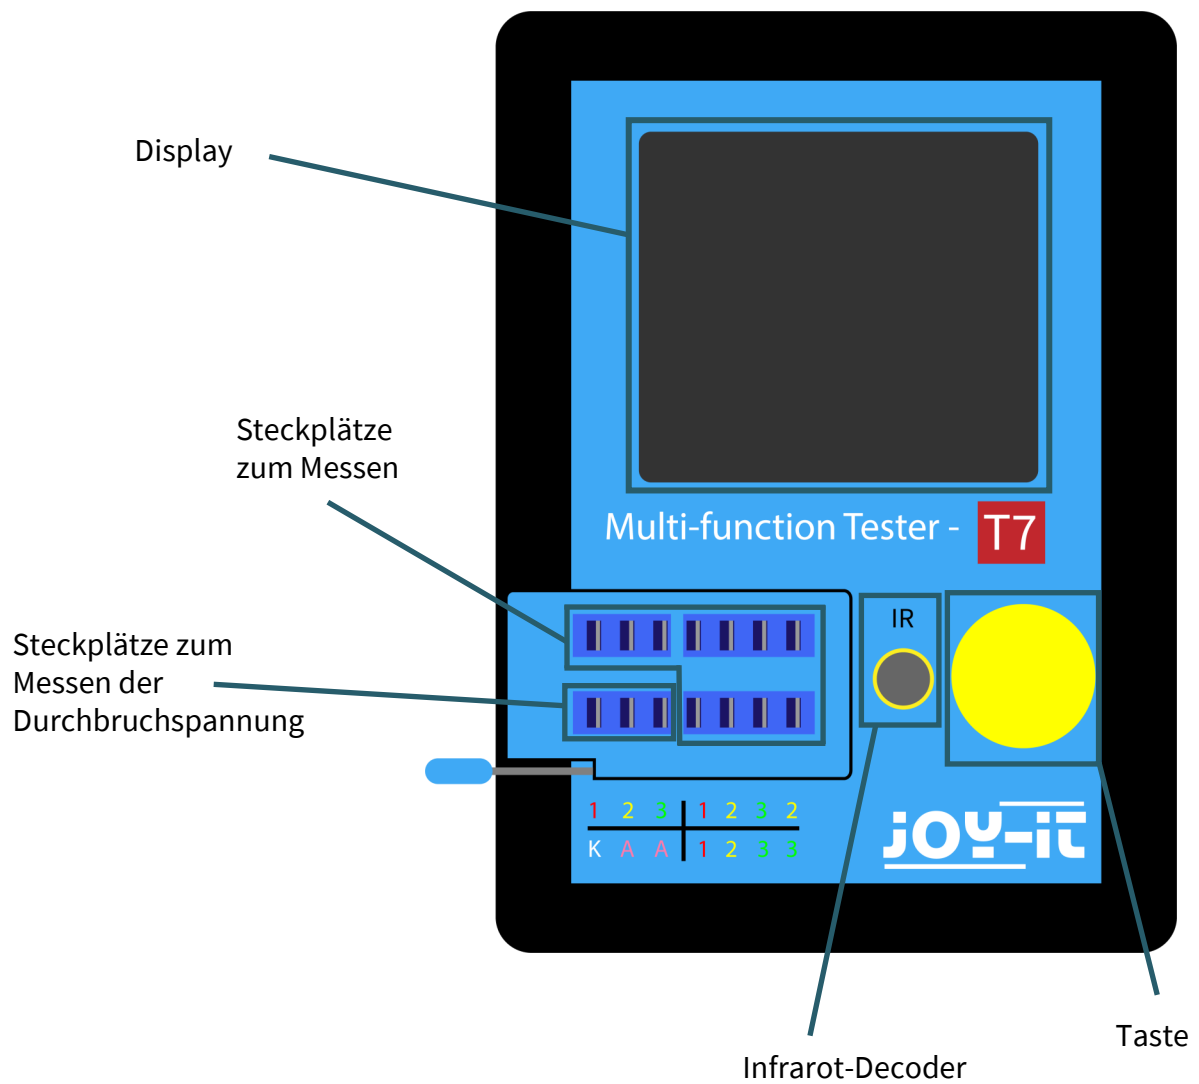 Display
Steckplätze
zum Messen
Multi-function Tester - T7
IR
Steckplätze zum
Messen der
Durchbruchspannung
1 2 3 1 2 3 2
K A A 1 2 3 3
joy-it
Taste
Infrarot-Decoder